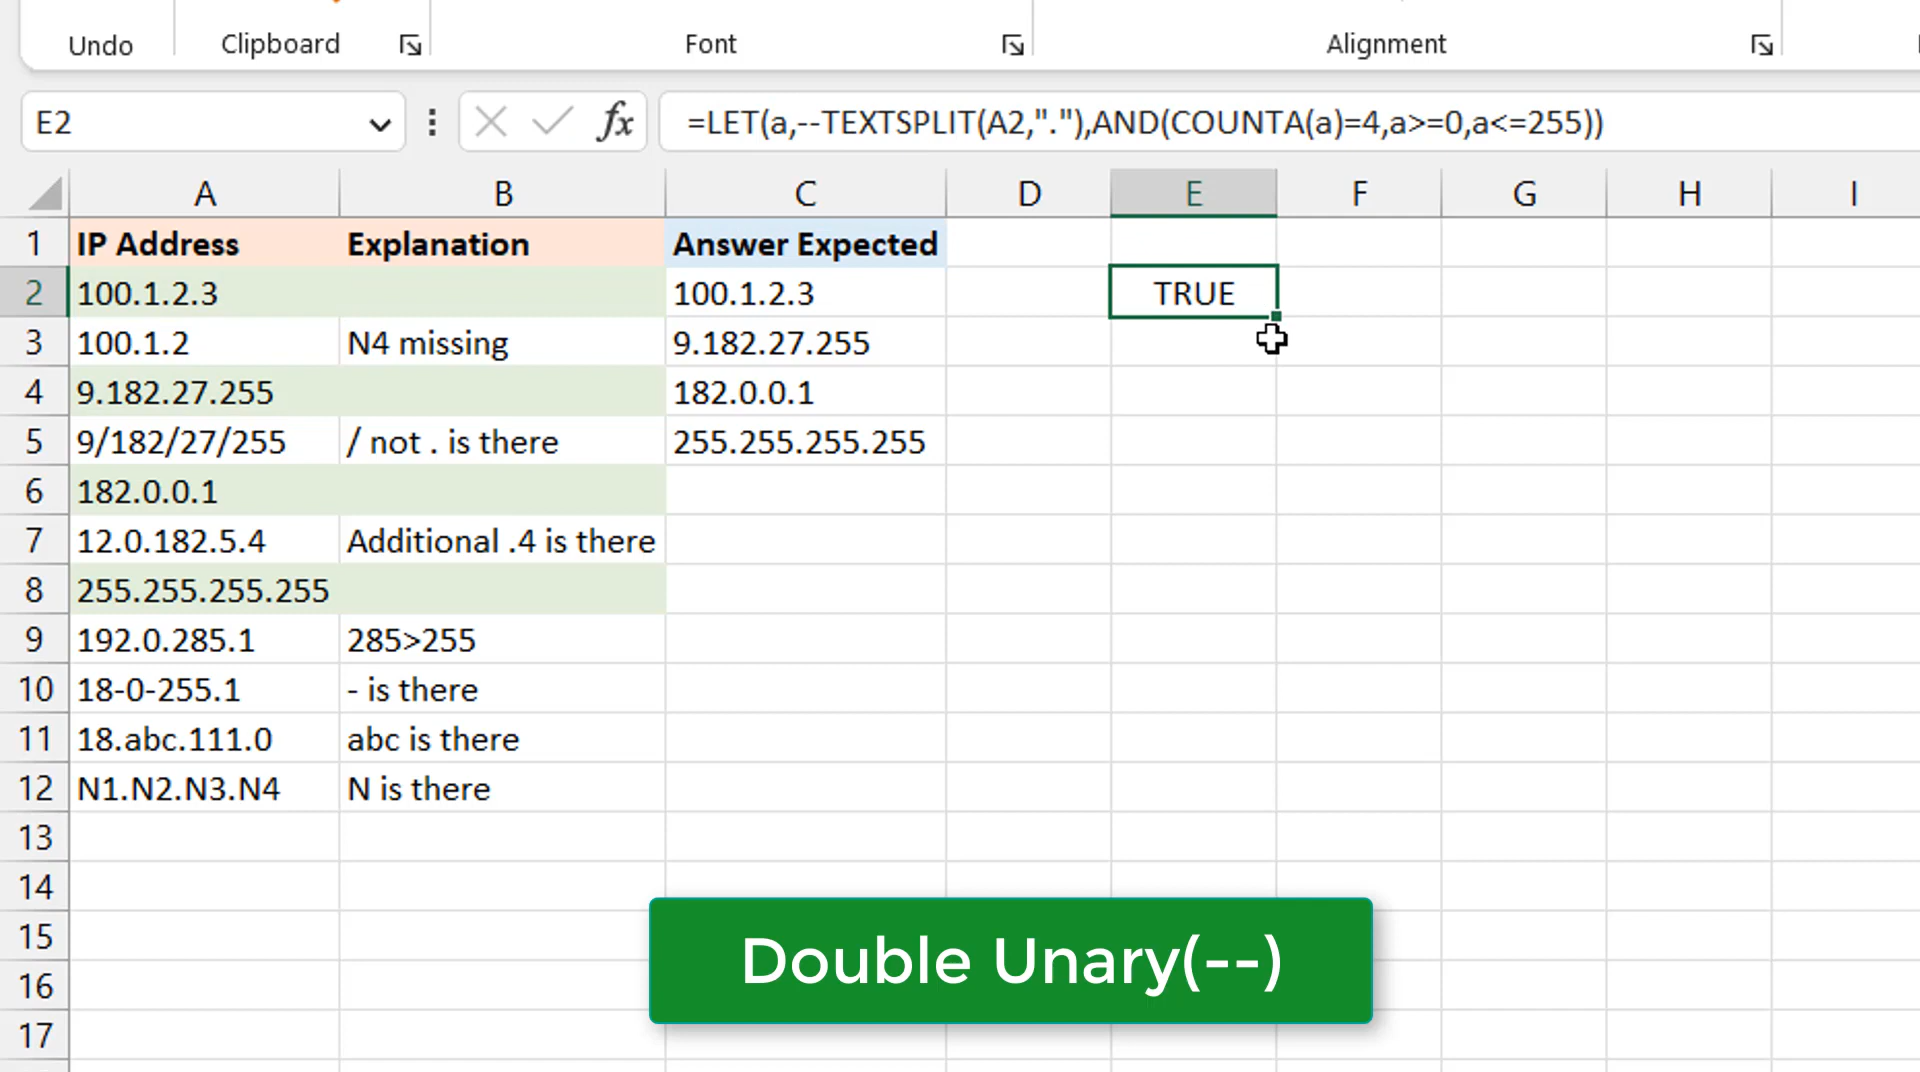 Undo Clipboard Font Alignment
E2 fx =LET(a,--TEXTSPLIT(A2,"."),AND(COUNTA(a)=4,a>=0,a<=255))
A B C D E F G H I
1 IP Address Explanation Answer Expected
2 100.1.2.3 100.1.2.3 TRUE
3 100.1.2 N4 missing 9.182.27.255
4 9.182.27.255 182.0.0.1
5 9/182/27/255 / not . is there 255.255.255.255
6 182.0.0.1
7 12.0.182.5.4 Additional .4 is there
8 255.255.255.255
9 192.0.285.1 285>255
10 18-0-255.1 - is there
11 18.abc.111.0 abc is there
12 N1.N2.N3.N4 N is there
13
14
15
16
17
Double Unary(--)